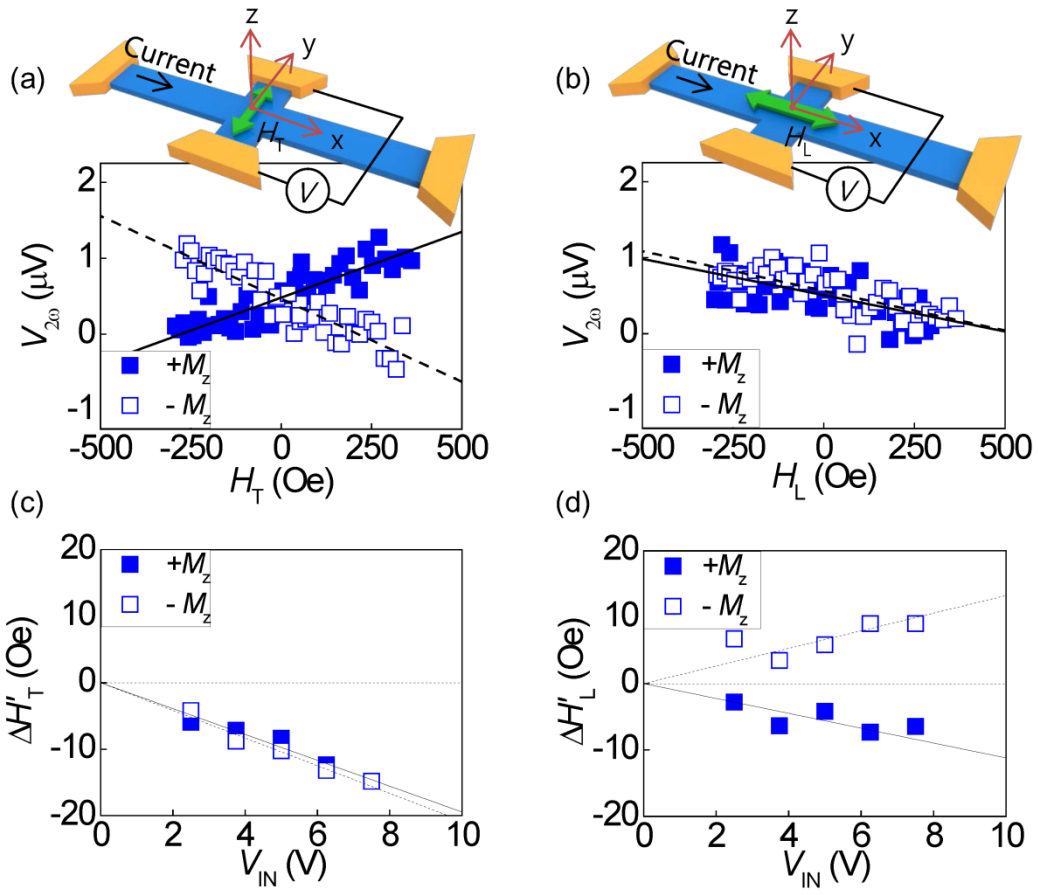 (a)
z
y
Current
H_T
x
V
2
1
0
-1
V_2ω (μV)
+M_z
- M_z
-500 -250 0 250 500
H_T (Oe)
(b)
z
y
Current
H_L
x
V
2
1
0
-1
V_2ω (μV)
+M_z
- M_z
-500 -250 0 250 500
H_L (Oe)
(c)
20
10
0
-10
-20
ΔH'_T (Oe)
+M_z
- M_z
0 2 4 6 8 10
V_IN (V)
(d)
20
10
0
-10
-20
ΔH'_L (Oe)
+M_z
- M_z
0 2 4 6 8 10
V_IN (V)